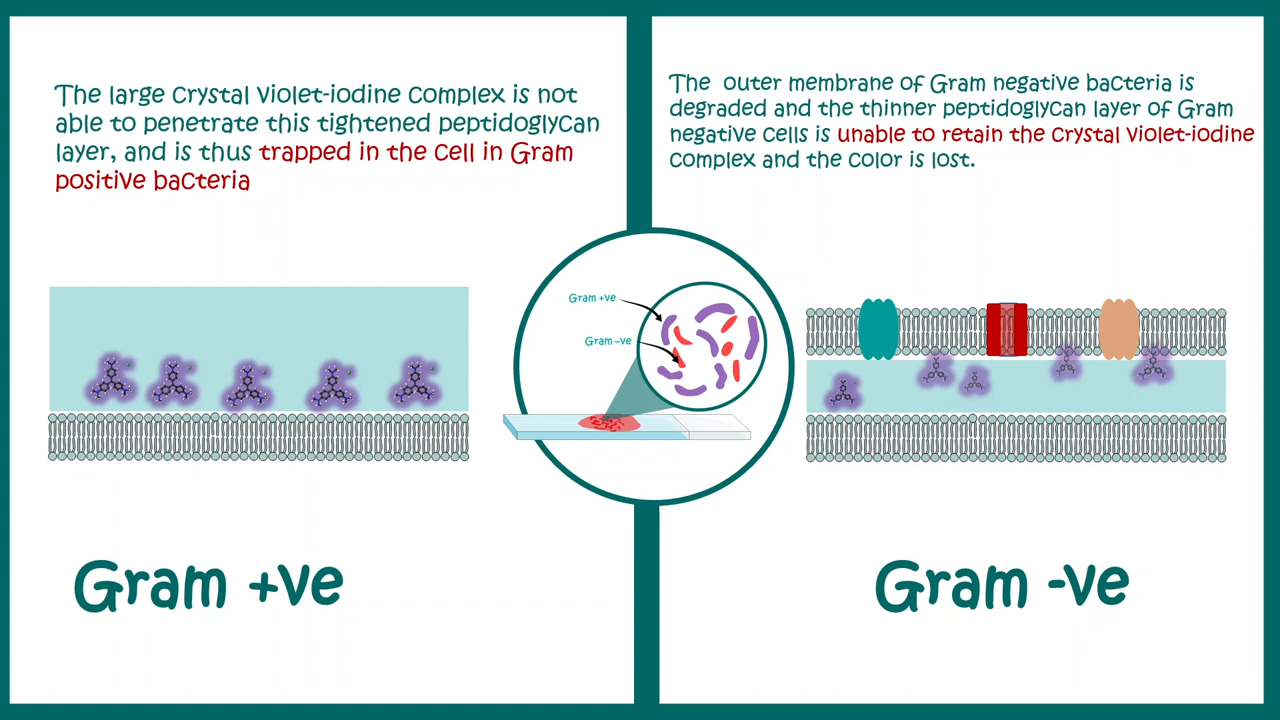 The large crystal violet-iodine complex is not
able to penetrate this tightened peptidoglycan
layer, and is thus trapped in the cell in Gram
positive bacteria
The outer membrane of Gram negative bacteria is
degraded and the thinner peptidoglycan layer of Gram
negative cells is unable to retain the crystal violet-iodine
complex and the color is lost.
Gram +ve
Gram -ve
Gram +ve
Gram -ve